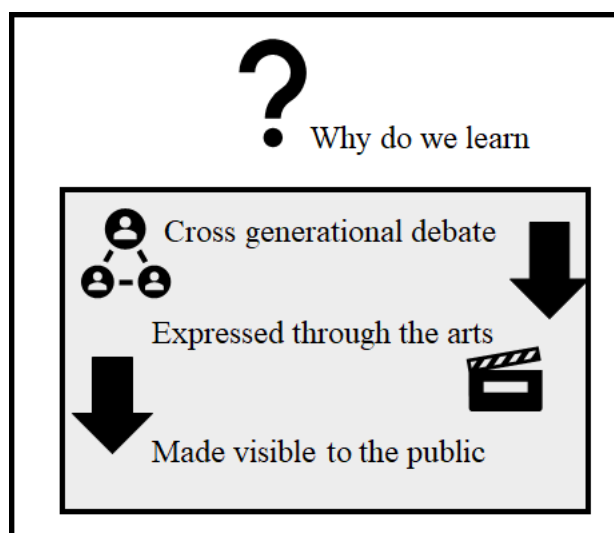 ?
Why do we learn
Cross generational debate
Expressed through the arts
Made visible to the public